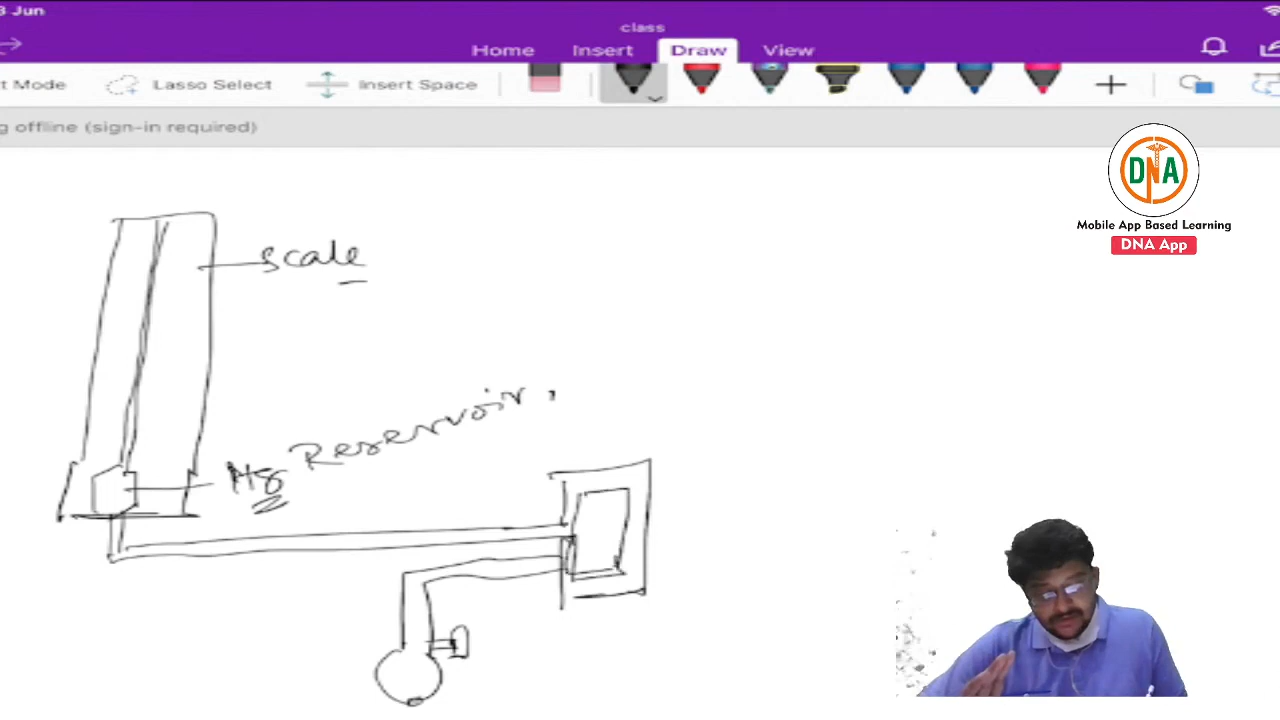 3 Jun
class
Home Insert Draw View
t Mode Lasso Select Insert Space
g offline (sign-in required)
DNA
Mobile App Based Learning
DNA App
scale
Hg Reservoir.